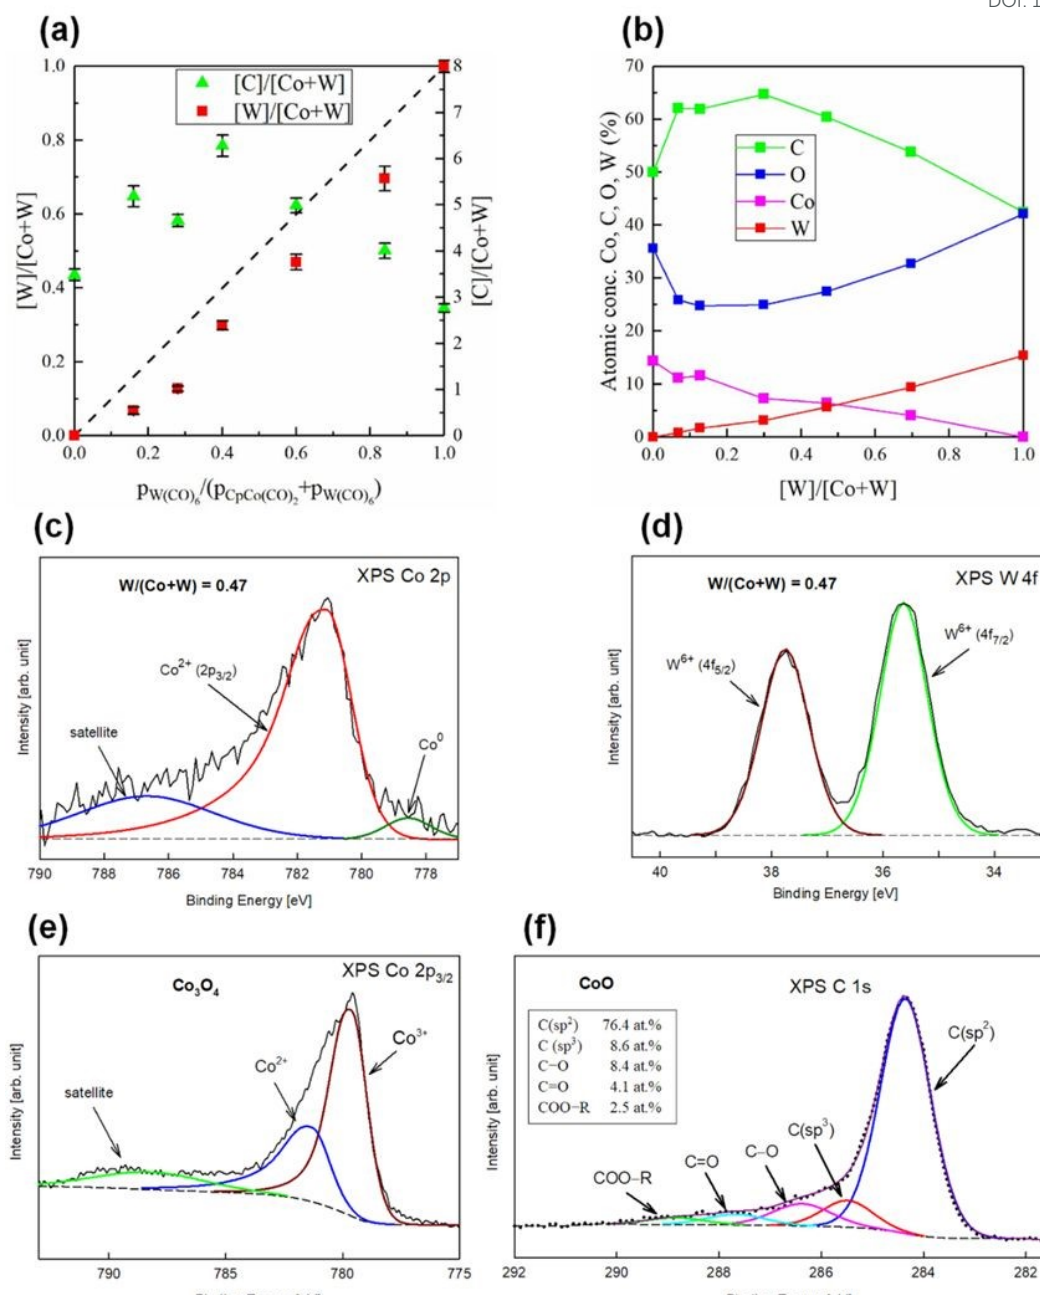 DOI: 1
(a)
(b)
[C]/[Co+W]
[W]/[Co+W]
1.0
0.8
0.6
0.4
0.2
0.0
[W]/[Co+W]
8
7
6
5
4
3
2
1
0
[C]/[Co+W]
0.0 0.2 0.4 0.6 0.8 1.0
pW(CO)6/(pCpCo(CO)2+pW(CO)6)
70
60
50
40
30
20
10
0
Atomic conc. Co, C, O, W (%)
C
O
Co
W
0.0 0.2 0.4 0.6 0.8 1.0
[W]/[Co+W]
(c)
W/(Co+W) = 0.47
XPS Co 2p
Co2+ (2p3/2)
satellite
Co0
Intensity [arb. unit]
790 788 786 784 782 780 778
Binding Energy [eV]
(d)
W/(Co+W) = 0.47
XPS W 4f
W6+ (4f7/2)
W6+ (4f5/2)
Intensity [arb. unit]
40 38 36 34
Binding Energy [eV]
(e)
Co3O4
XPS Co 2p3/2
Co3+
Co2+
satellite
Intensity [arb. unit]
790 785 780 775
(f)
CoO
XPS C 1s
C(sp2) 76.4 at.%
C (sp3) 8.6 at.%
C−O 8.4 at.%
C=O 4.1 at.%
COO−R 2.5 at.%
C(sp2)
C(sp3)
C−O
C=O
COO−R
Intensity [arb. unit]
292 290 288 286 284 282